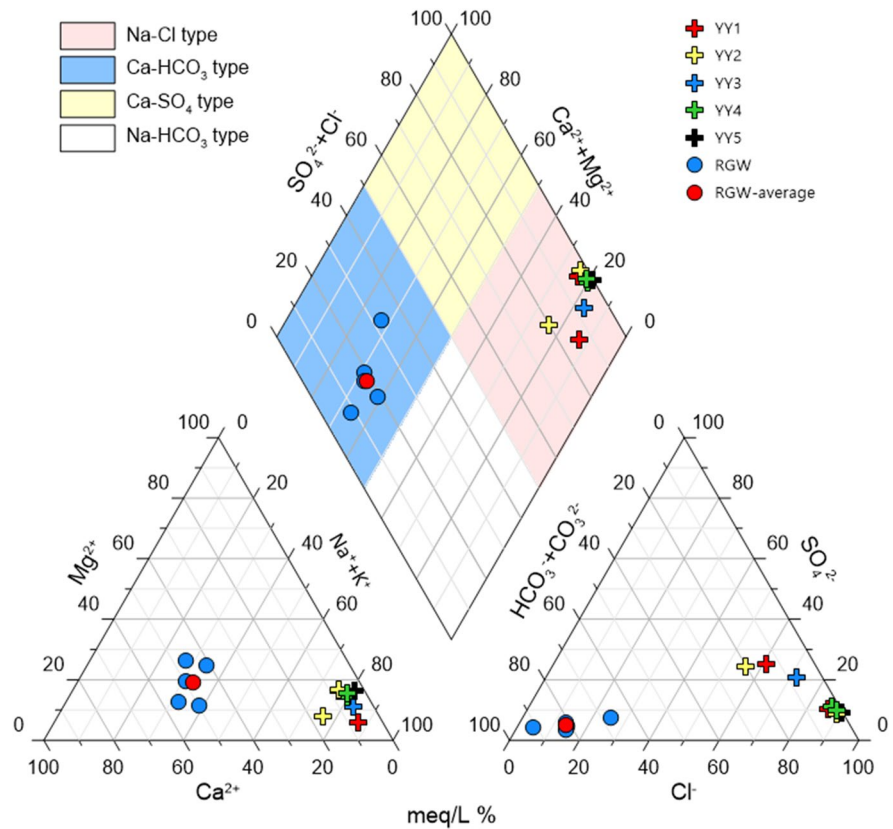 Na-Cl type
Ca-HCO₃ type
Ca-SO₄ type
Na-HCO₃ type
YY1
YY2
YY3
YY4
YY5
RGW
RGW-average
100 100
80 80
60 60
40 40
20 20
0 0
SO₄²⁻+Cl⁻
Ca²⁺+Mg²⁺
100 0
80 20
60 40
40 60
20 80
0 100
Mg²⁺
Na⁺+K⁺
100 80 60 40 20 0
Ca²⁺
0 100
20 80
40 60
60 40
80 20
100 0
HCO₃⁻+CO₃²⁻
SO₄²⁻
0 20 40 60 80 100
Cl⁻
meq/L %